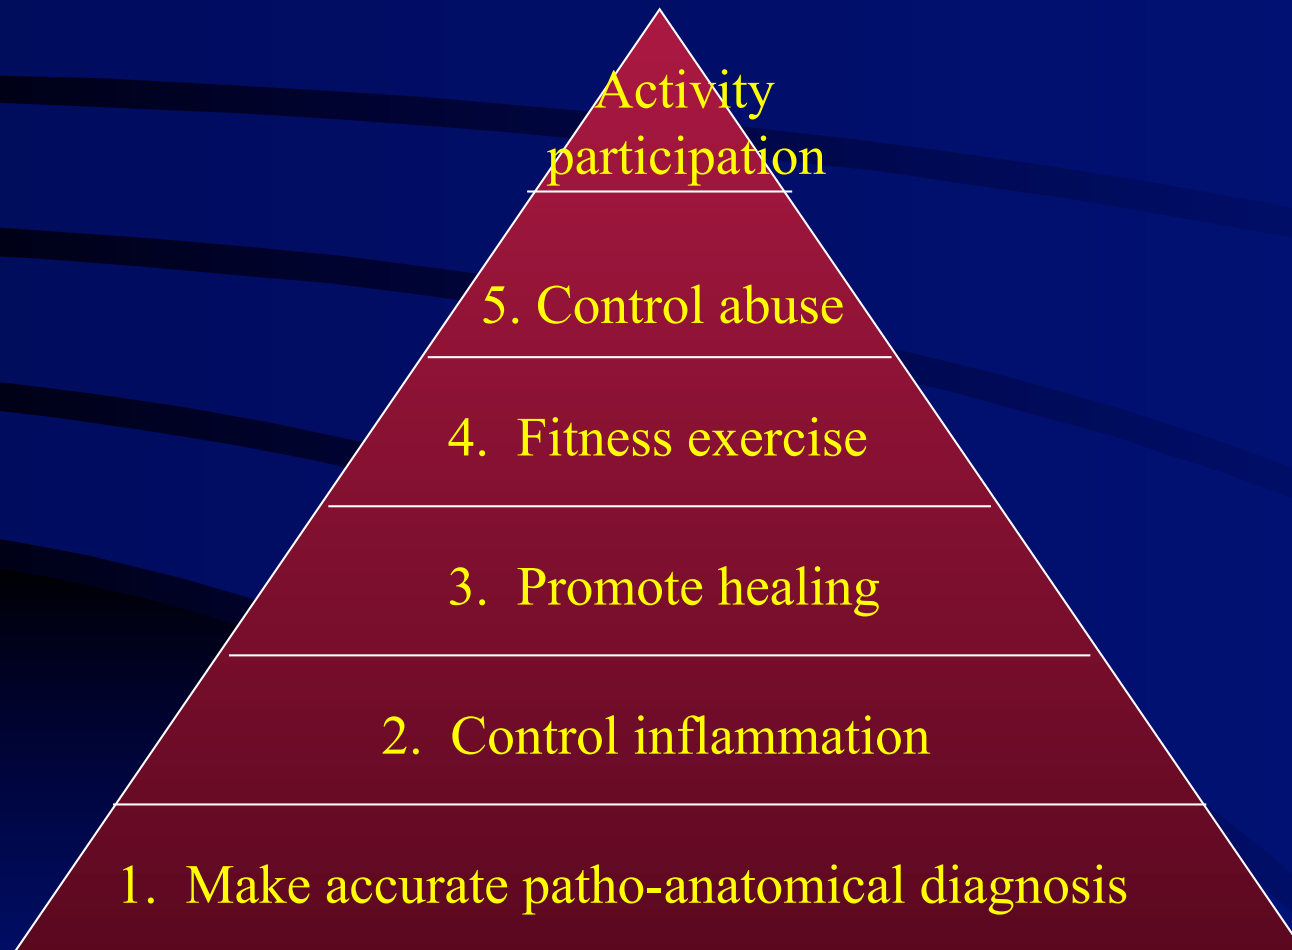 Activity
participation
5. Control abuse
4. Fitness exercise
3. Promote healing
2. Control inflammation
1. Make accurate patho-anatomical diagnosis